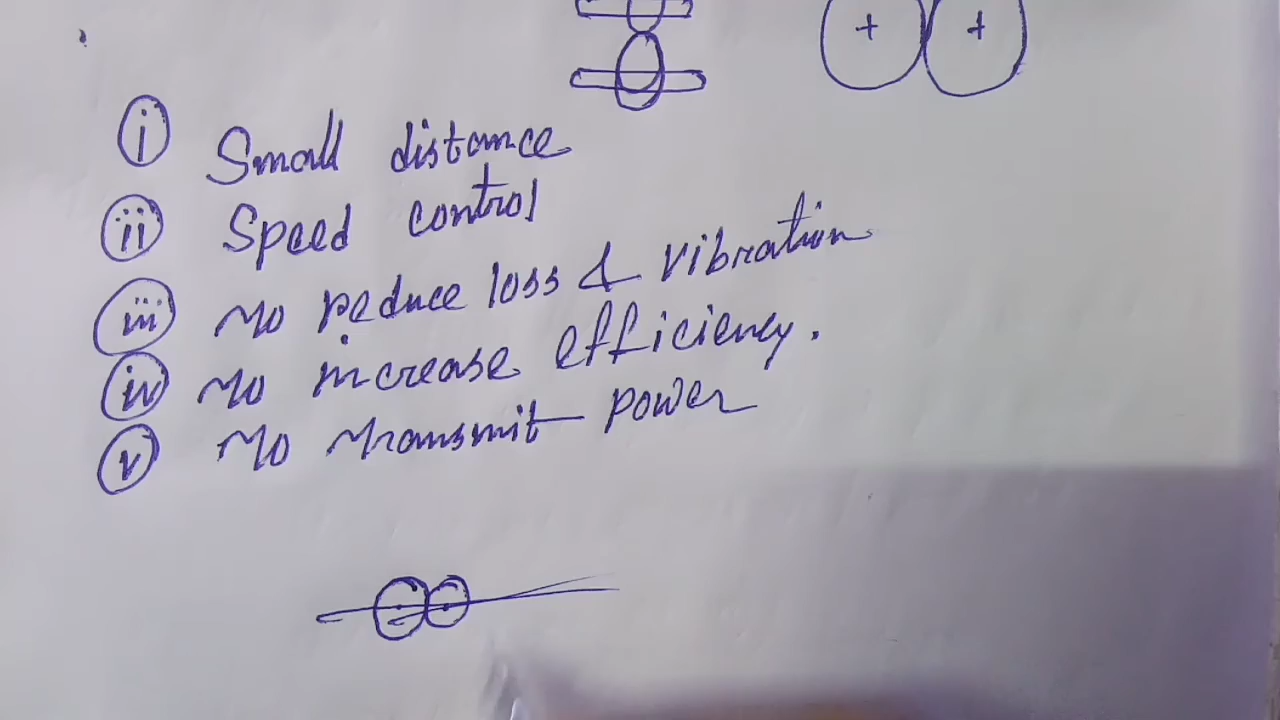 i Small distance
ii Speed control
iii To reduce loss & vibration
iv To increase efficiency.
v To transmit power